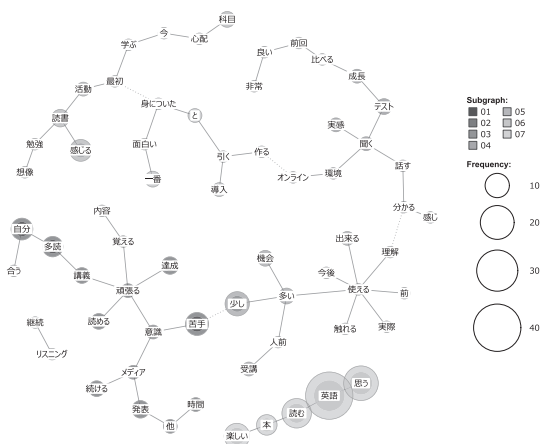 科目
今
学ぶ
心配
最初
活動
読書
勉強
感じる
想像
身についた
と
面白い
一番
引く
作る
導入
オンライン
良い
前回
比べる
非常
成長
テスト
実感
聞く
環境
話す
分かる
感じ
理解
出来る
今後
使える
前
触れる
実際
機会
多い
少し
人前
受講
苦手
内容
覚える
自分
多読
合う
講義
達成
頑張る
読める
意識
継続
リスニング
メディア
続ける
発表
時間
他
思う
英語
読む
本
楽しい
Subgraph:
01 05
02 06
03 07
04
Frequency:
10
20
30
40